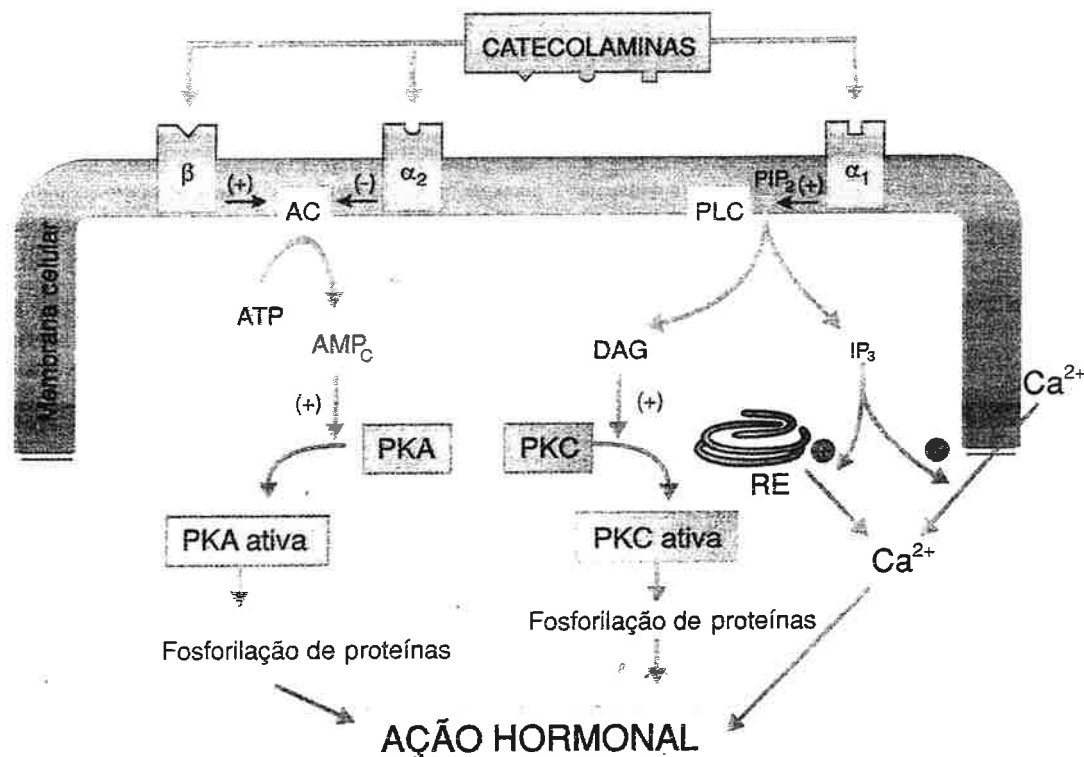 CATECOLAMINAS
β
α₂
α₁
(+)
(-)
PIP₂(+)
AC
PLC
Membrana celular
ATP
AMP_C
DAG
IP₃
Ca²⁺
(+)
(+)
PKA
PKC
RE
PKA ativa
PKC ativa
Ca²⁺
Fosforilação de proteínas
Fosforilação de proteínas
AÇÃO HORMONAL